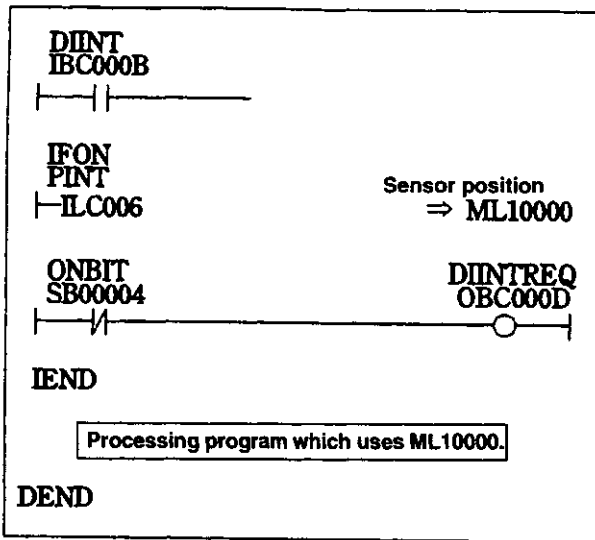 DIINT
IBC000B
IFON
PINT
ILC006
Sensor position
⇒ ML10000
ONBIT
SB00004
DIINTREQ
OBC000D
IEND
Processing program which uses ML10000.
DEND